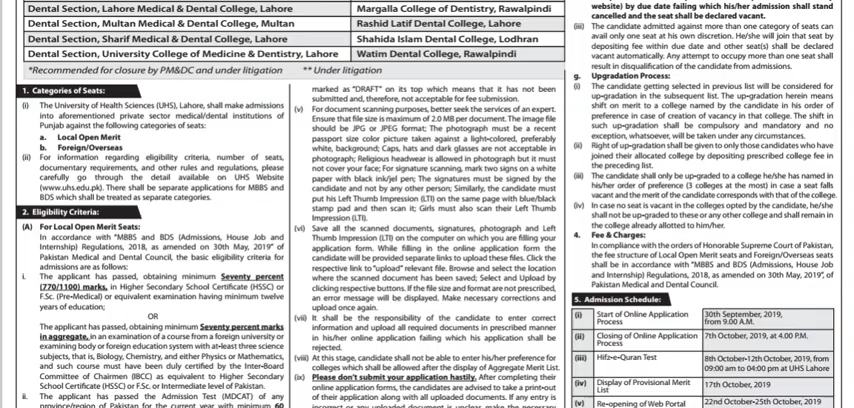 Dental Section, Lahore Medical & Dental College, Lahore
Margalla College of Dentistry, Rawalpindi
Dental Section, Multan Medical & Dental College, Multan
Rashid Latif Dental College, Lahore
Dental Section, Sharif Medical & Dental College, Lahore
Shahida Islam Dental College, Lodhran
Dental Section, University College of Medicine & Dentistry, Lahore
Watim Dental College, Rawalpindi
*Recommended for closure by PM&DC and under litigation ** Under litigation
1. Categories of Seats:
(i) The University of Health Sciences (UHS), Lahore, shall make admissions
into aforementioned private sector medical/dental institutions of
Punjab against the following categories of seats:
a. Local Open Merit
b. Foreign/Overseas
(ii) For information regarding eligibility criteria, number of seats,
documentary requirements, and other rules and regulations, please
carefully go through the detail available on UHS Website
(www.uhs.edu.pk). There shall be separate applications for MBBS and
BDS which shall be treated as separate categories.
2. Eligibility Criteria:
(A) For Local Open Merit Seats:
In accordance with "MBBS and BDS (Admissions, House Job and
Internship) Regulations, 2018, as amended on 30th May, 2019" of
Pakistan Medical and Dental Council, the basic eligibility criteria for
admissions are as follows:
i. The applicant has passed, obtaining minimum Seventy percent
(770/1100) marks, in Higher Secondary School Certificate (HSSC) or
F.Sc. (Pre-Medical) or equivalent examination having minimum twelve
years of education;
OR
The applicant has passed, obtaining minimum Seventy percent marks
in aggregate, in an examination of a course from a foreign university or
examining body or foreign education system with at-least three science
subjects, that is, Biology, Chemistry, and either Physics or Mathematics,
and such course must have been duly certified by the Inter-Board
Committee of Chairmen (IBCC) as equivalent to Higher Secondary
School Certificate (HSSC) or F.Sc. or Intermediate level of Pakistan.
ii. The applicant has passed the Admission Test (MDCAT) of any
province/region of Pakistan for the current year with minimum 60
marked as "DRAFT" on its top which means that it has not been
submitted and, therefore, not acceptable for fee submission.
(v) For document scanning purposes, better seek the services of an expert.
Ensure that file size is maximum of 2.0 MB per document. The image file
should be JPG or JPEG format; The photograph must be a recent
passport size color picture taken against a light-colored, preferably
white, background; Caps, hats and dark glasses are not acceptable in
photograph; Religious headwear is allowed in photograph but it must
not cover your face; For signature scanning, mark two signs on a white
paper with black ink/jel pen; The signatures must be signed by the
candidate and not by any other person; Similarly, the candidate must
put his Left Thumb Impression (LTI) on the same page with blue/black
stamp pad and then scan it; Girls must also scan their Left Thumb
Impression (LTI).
(vi) Save all the scanned documents, signatures, photograph and Left
Thumb Impression (LTI) on the computer on which you are filling your
application form. While filling in the online application form the
candidate will be provided separate links to upload these files. Click the
respective link to "upload" relevant file. Browse and select the location
where the scanned document has been saved; Select and Upload by
clicking respective buttons. If the file size and format are not prescribed,
an error message will be displayed. Make necessary corrections and
upload once again.
(vii) It shall be the responsibility of the candidate to enter correct
information and upload all required documents in prescribed manner
in his/her online application failing which his/her application shall be
rejected.
(viii) At this stage, candidate shall not be able to enter his/her preference for
colleges which shall be allowed after the display of Aggregate Merit List.
(ix) Please don't submit your application hastily. After completing their
online application forms, the candidates are advised to take a print-out
of their application along with all uploaded documents. If any entry is
incorrect or any uploaded document is unclear, make the necessary
website) by due date failing which his/her admission shall stand
cancelled and the seat shall be declared vacant.
(iii) The candidate admitted against more than one category of seats can
avail only one seat at his own discretion. He/she will join that seat by
depositing fee within due date and other seat(s) shall be declared
vacant automatically. Any attempt to occupy more than one seat shall
result in disqualification of the candidate from admissions.
g. Upgradation Process:
(i) The candidate getting selected in previous list will be considered for
up-gradation in the subsequent list. The up-gradation herein means
shift on merit to a college named by the candidate in his order of
preference in case of creation of vacancy in that college. The shift in
such up-gradation shall be compulsory and mandatory and no
exception, whatsoever, will be taken under any circumstances.
(ii) Right of up-gradation shall be given to only those candidates who have
joined their allocated college by depositing prescribed college fee in
the preceding list.
(iii) The candidate shall only be up-graded to a college he/she has named in
his/her order of preference (3 colleges at the most) in case a seat falls
vacant and the merit of the candidate corresponds with that of the college.
(iv) In case no seat is vacant in the colleges opted by the candidate, he/she
shall not be up-graded to these or any other college and shall remain in
the college already allotted to him/her.
4. Fee & Charges:
In compliance with the orders of Honorable Supreme Court of Pakistan,
the fee structure of Local Open Merit seats and Foreign/Overseas seats
shall be in accordance with "MBBS and BDS (Admissions, House Job
and Internship) Regulations, 2018, as amended on 30th May, 2019", of
Pakistan Medical and Dental Council.
5. Admission Schedule:
(i) Start of Online Application Process 30th September, 2019, from 9.00 A.M.
(ii) Closing of Online Application Process 7th October, 2019, at 4.00 P.M.
(iii) Hifz-e-Quran Test 8th October-12th October, 2019, from 09:00 am to 04:00 pm at UHS Lahore
(iv) Display of Provisional Merit List 17th October, 2019
(v) Re-opening of Web Portal 22nd October-25th October, 2019